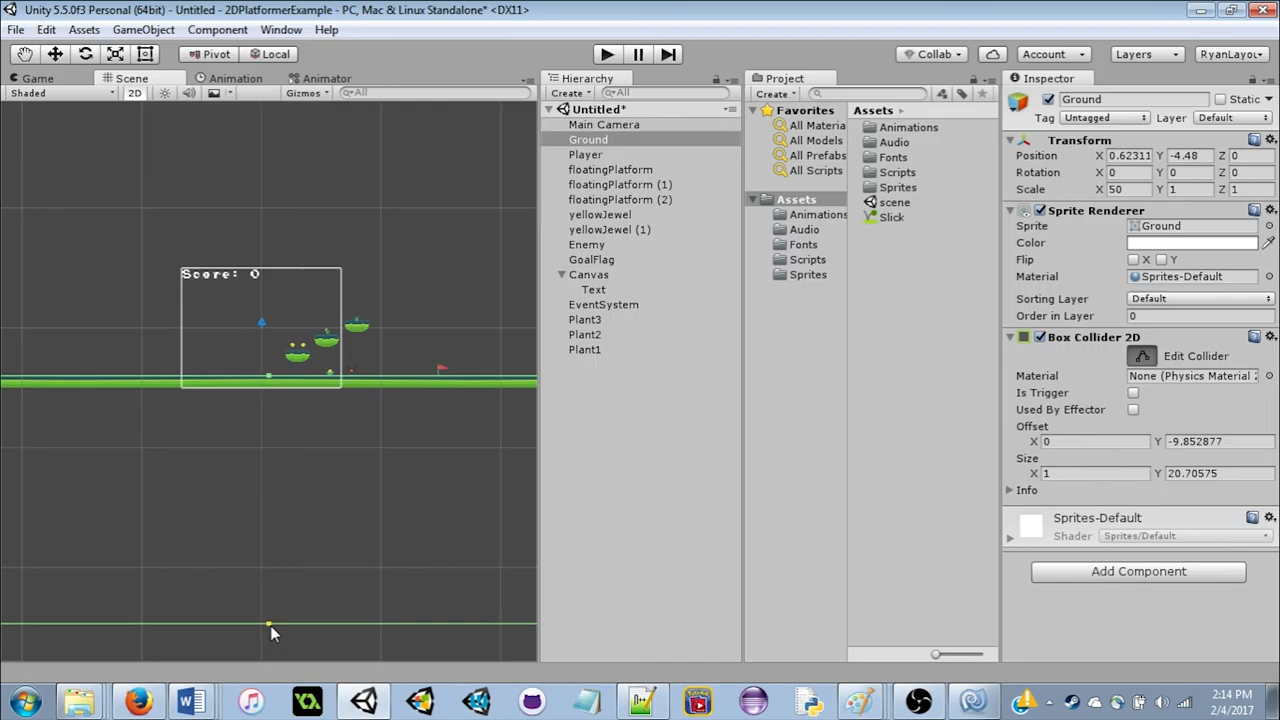 Unity 5.5.0f3 Personal (64bit) - Untitled - 2DPlatformerExample - PC, Mac & Linux Standalone* <DX11>
File Edit Assets GameObject Component Window Help
Pivot Local Collab Account Layers RyanLayou
Game Scene Animation Animator
Shaded 2D Gizmos All
Score: 0
Hierarchy
Create All
Untitled*
Main Camera
Ground
Player
floatingPlatform
floatingPlatform (1)
floatingPlatform (2)
yellowJewel
yellowJewel (1)
Enemy
GoalFlag
Canvas
Text
EventSystem
Plant3
Plant2
Plant1
Project
Create
Favorites
All Materia
All Models
All Prefabs
All Scripts
Assets
Animations
Audio
Fonts
Scripts
Sprites
Assets
Animations
Audio
Fonts
Scripts
Sprites
scene
Slick
Inspector
Ground Static
Tag Untagged Layer Default
Transform
Position X 0.62311 Y -4.48 Z 0
Rotation X 0 Y 0 Z 0
Scale X 50 Y 1 Z 1
Sprite Renderer
Sprite Ground
Color
Flip X Y
Material Sprites-Default
Sorting Layer Default
Order in Layer 0
Box Collider 2D
Edit Collider
Material None (Physics Material 2
Is Trigger
Used By Effector
Offset
X 0 Y -9.852877
Size
X 1 Y 20.70575
Info
Sprites-Default
Shader Sprites/Default
Add Component
2:14 PM
2/4/2017